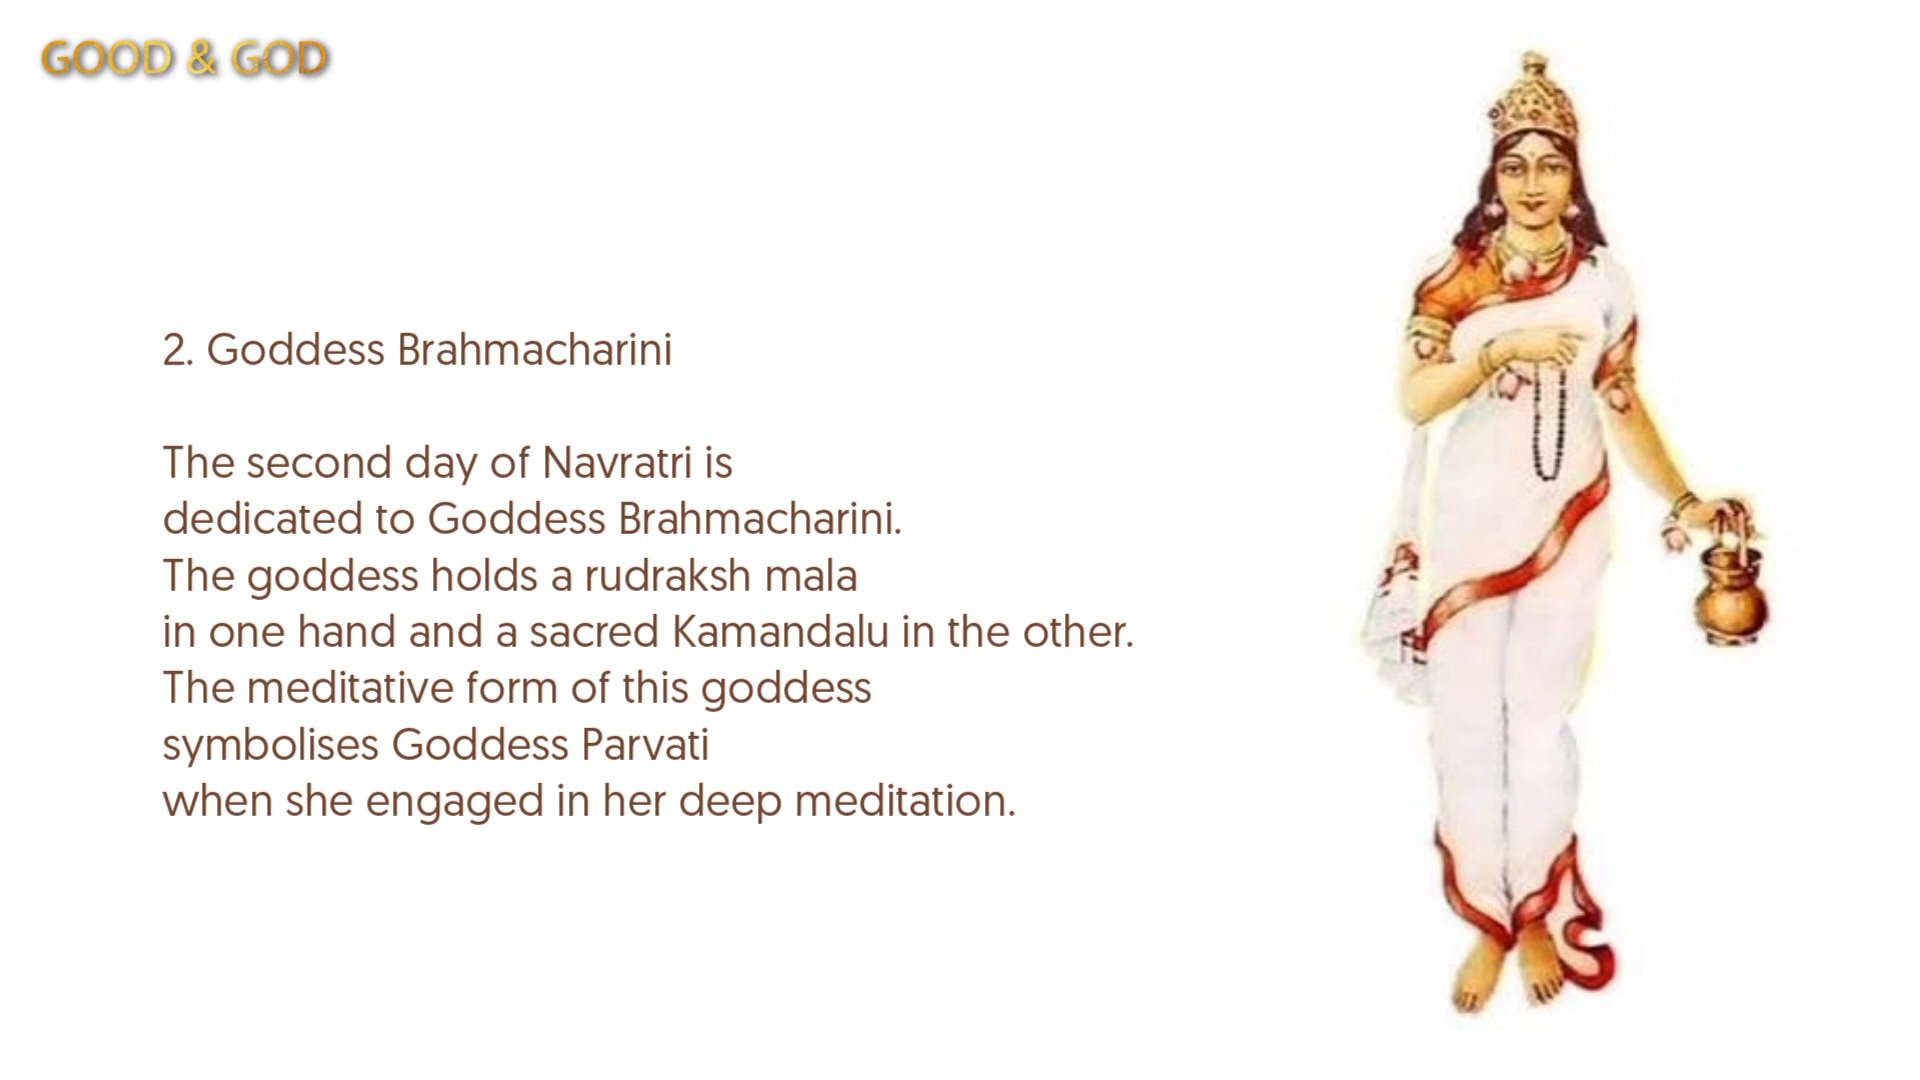 GOOD & GOD
2. Goddess Brahmacharini
The second day of Navratri is
dedicated to Goddess Brahmacharini.
The goddess holds a rudraksh mala
in one hand and a sacred Kamandalu in the other.
The meditative form of this goddess
symbolises Goddess Parvati
when she engaged in her deep meditation.